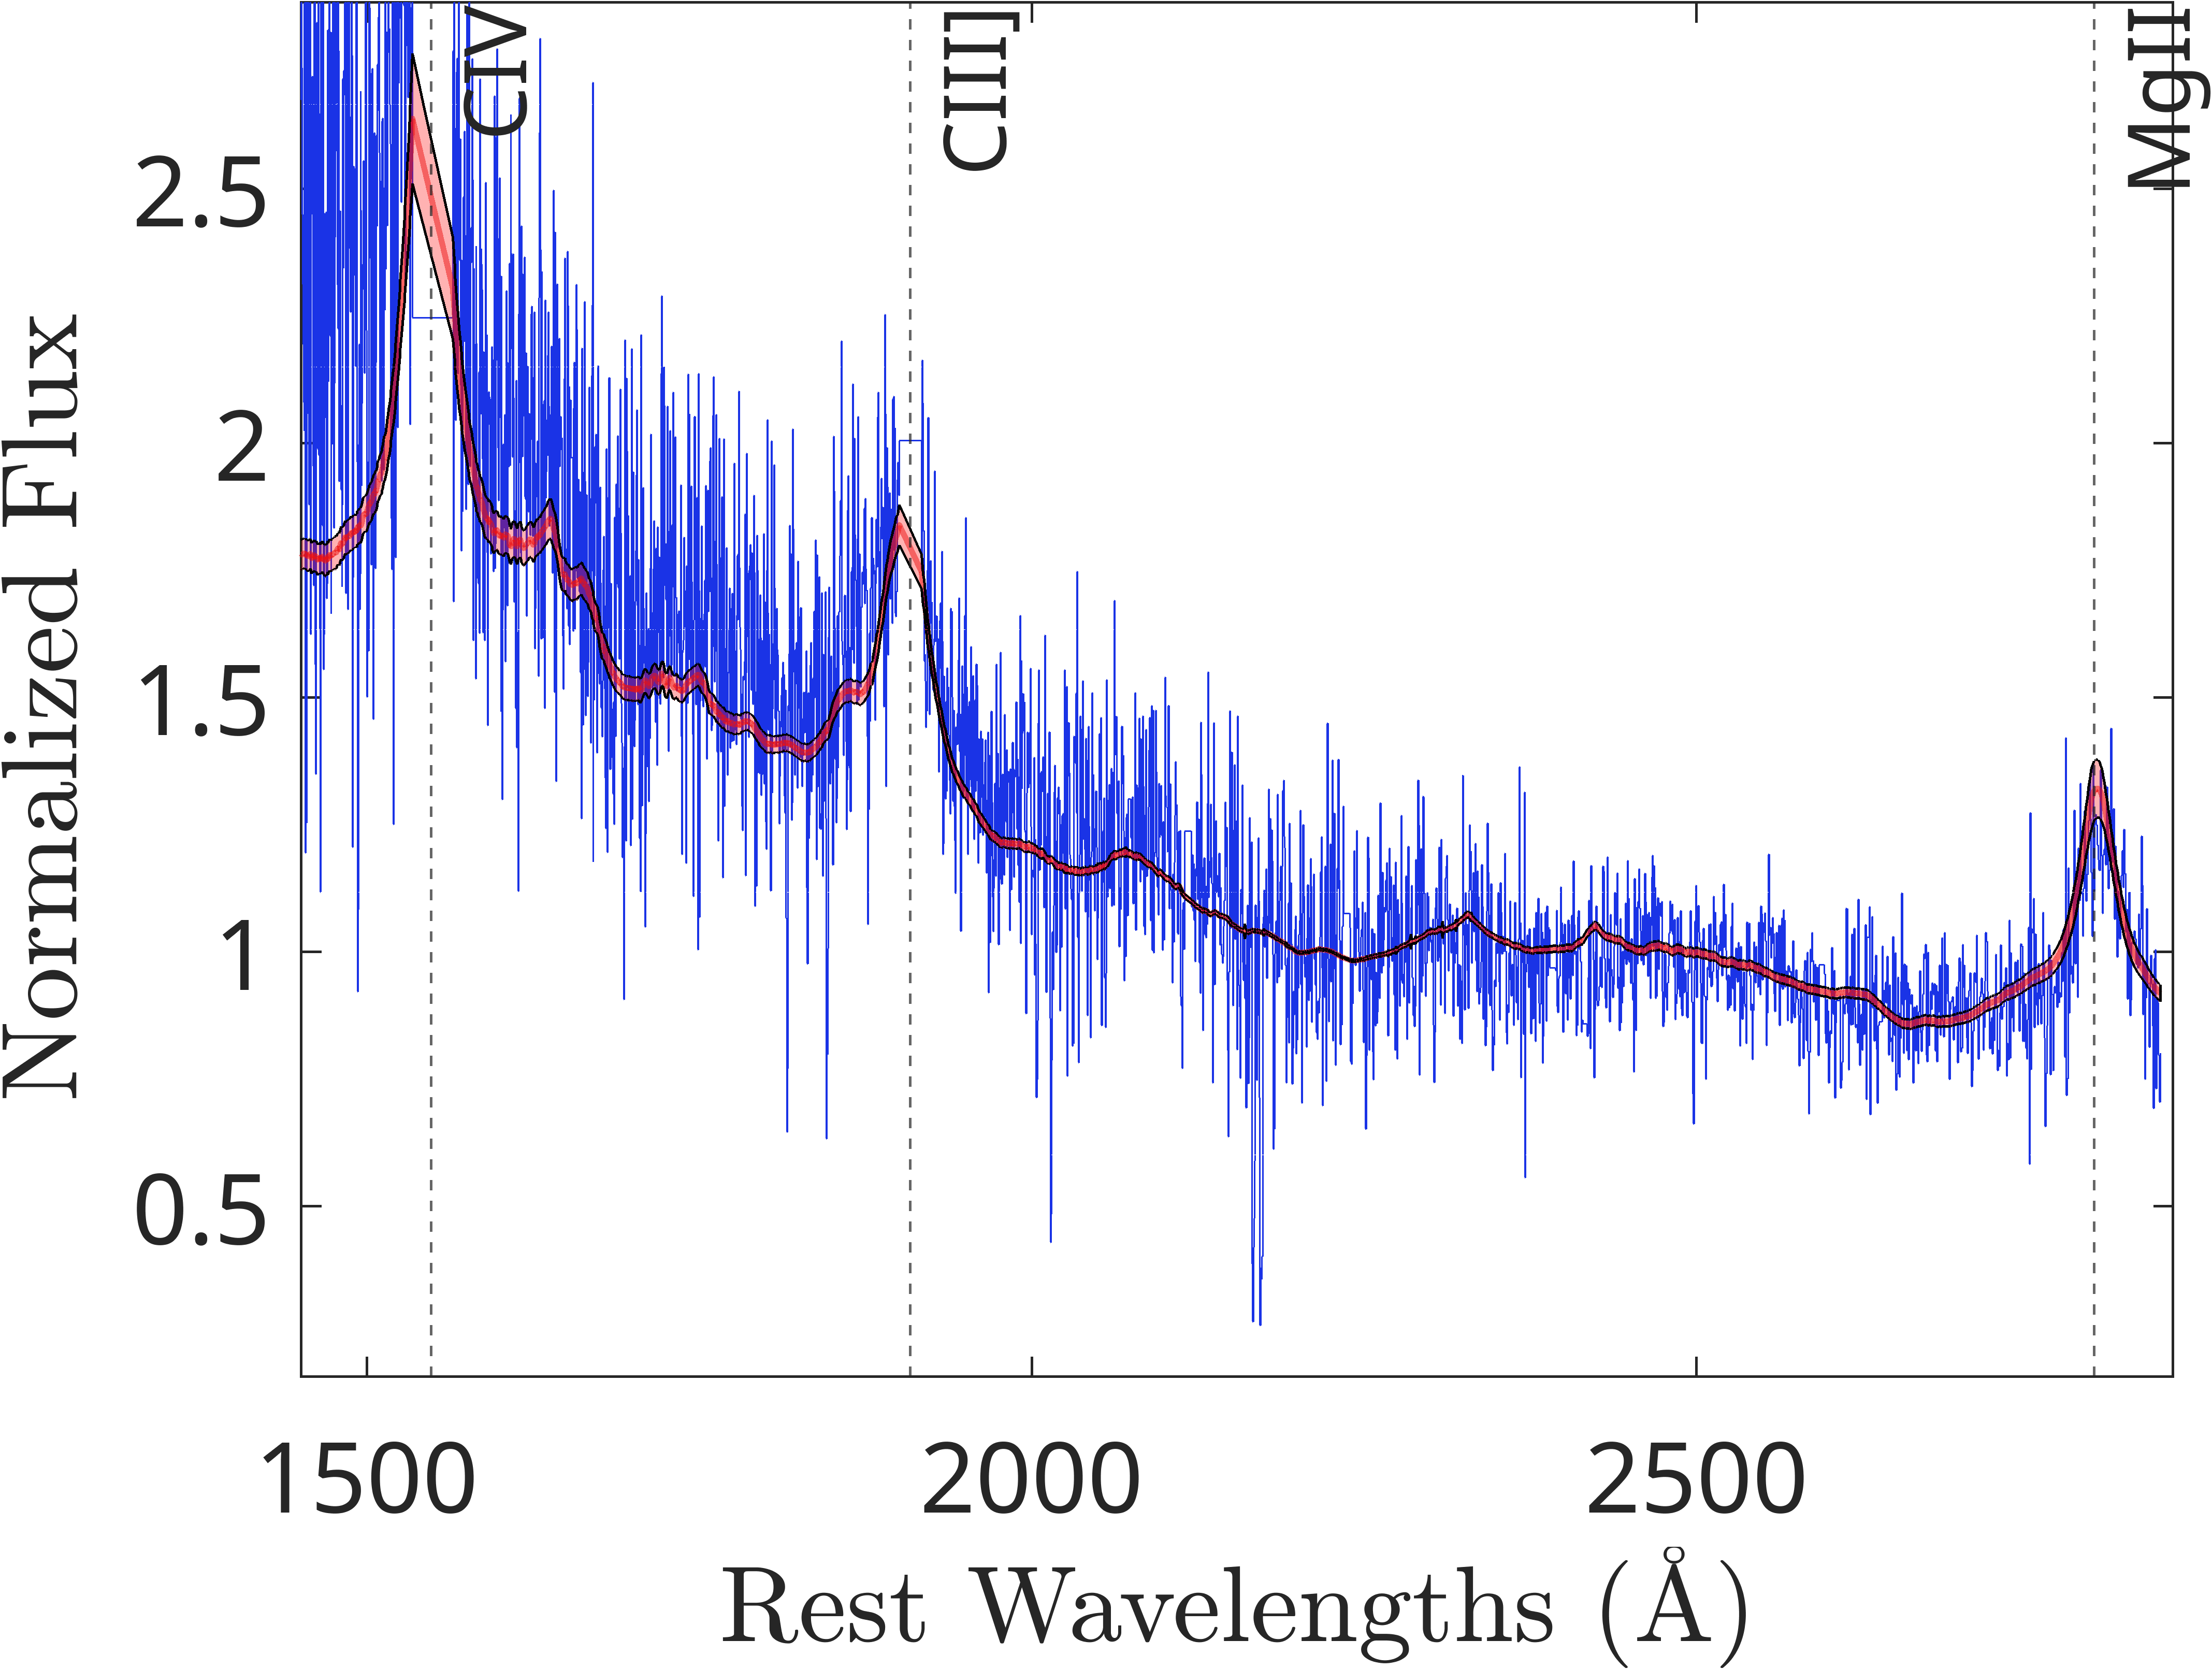 CIV
CIII]
MgII
2.5
2
1.5
1
0.5
Normalized Flux
1500
2000
2500
Rest Wavelengths (Å)